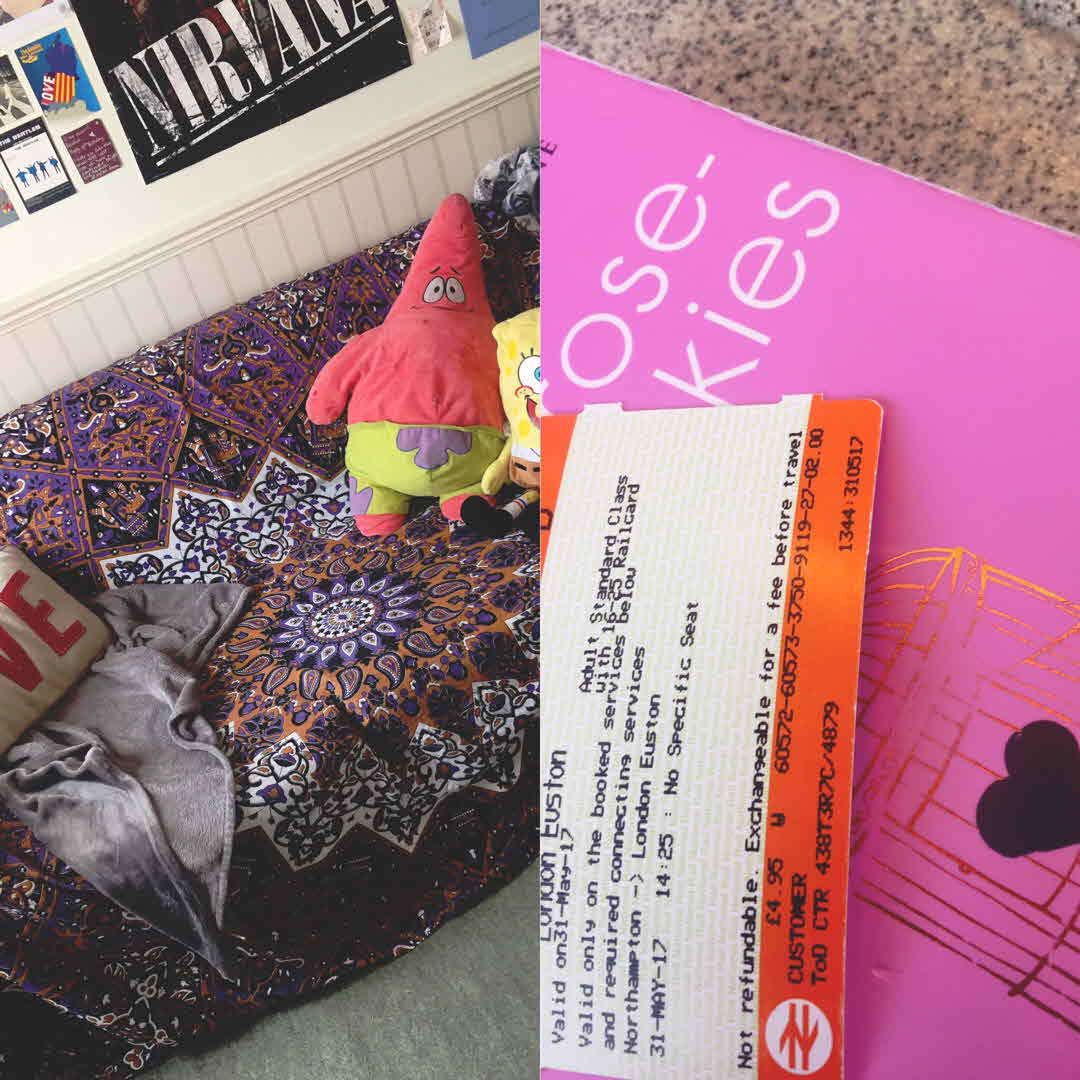 NIRVANA
THE BEATLES
VE
ose-
kies
London Euston
Valid on31-May-17
Adult Standard Class
with 16-25 Railcard
Valid only on the booked services below
and required connecting services
Northampton -> London Euston
31-MAY-17 14:25 : No Specific Seat
Not refundable. Exchangeable for a fee before travel
£4.95 W 60572-60573-3750-9119-27-02.00
CUSTOMER
ToD CTR 438T3R7C/4879 1344:310517